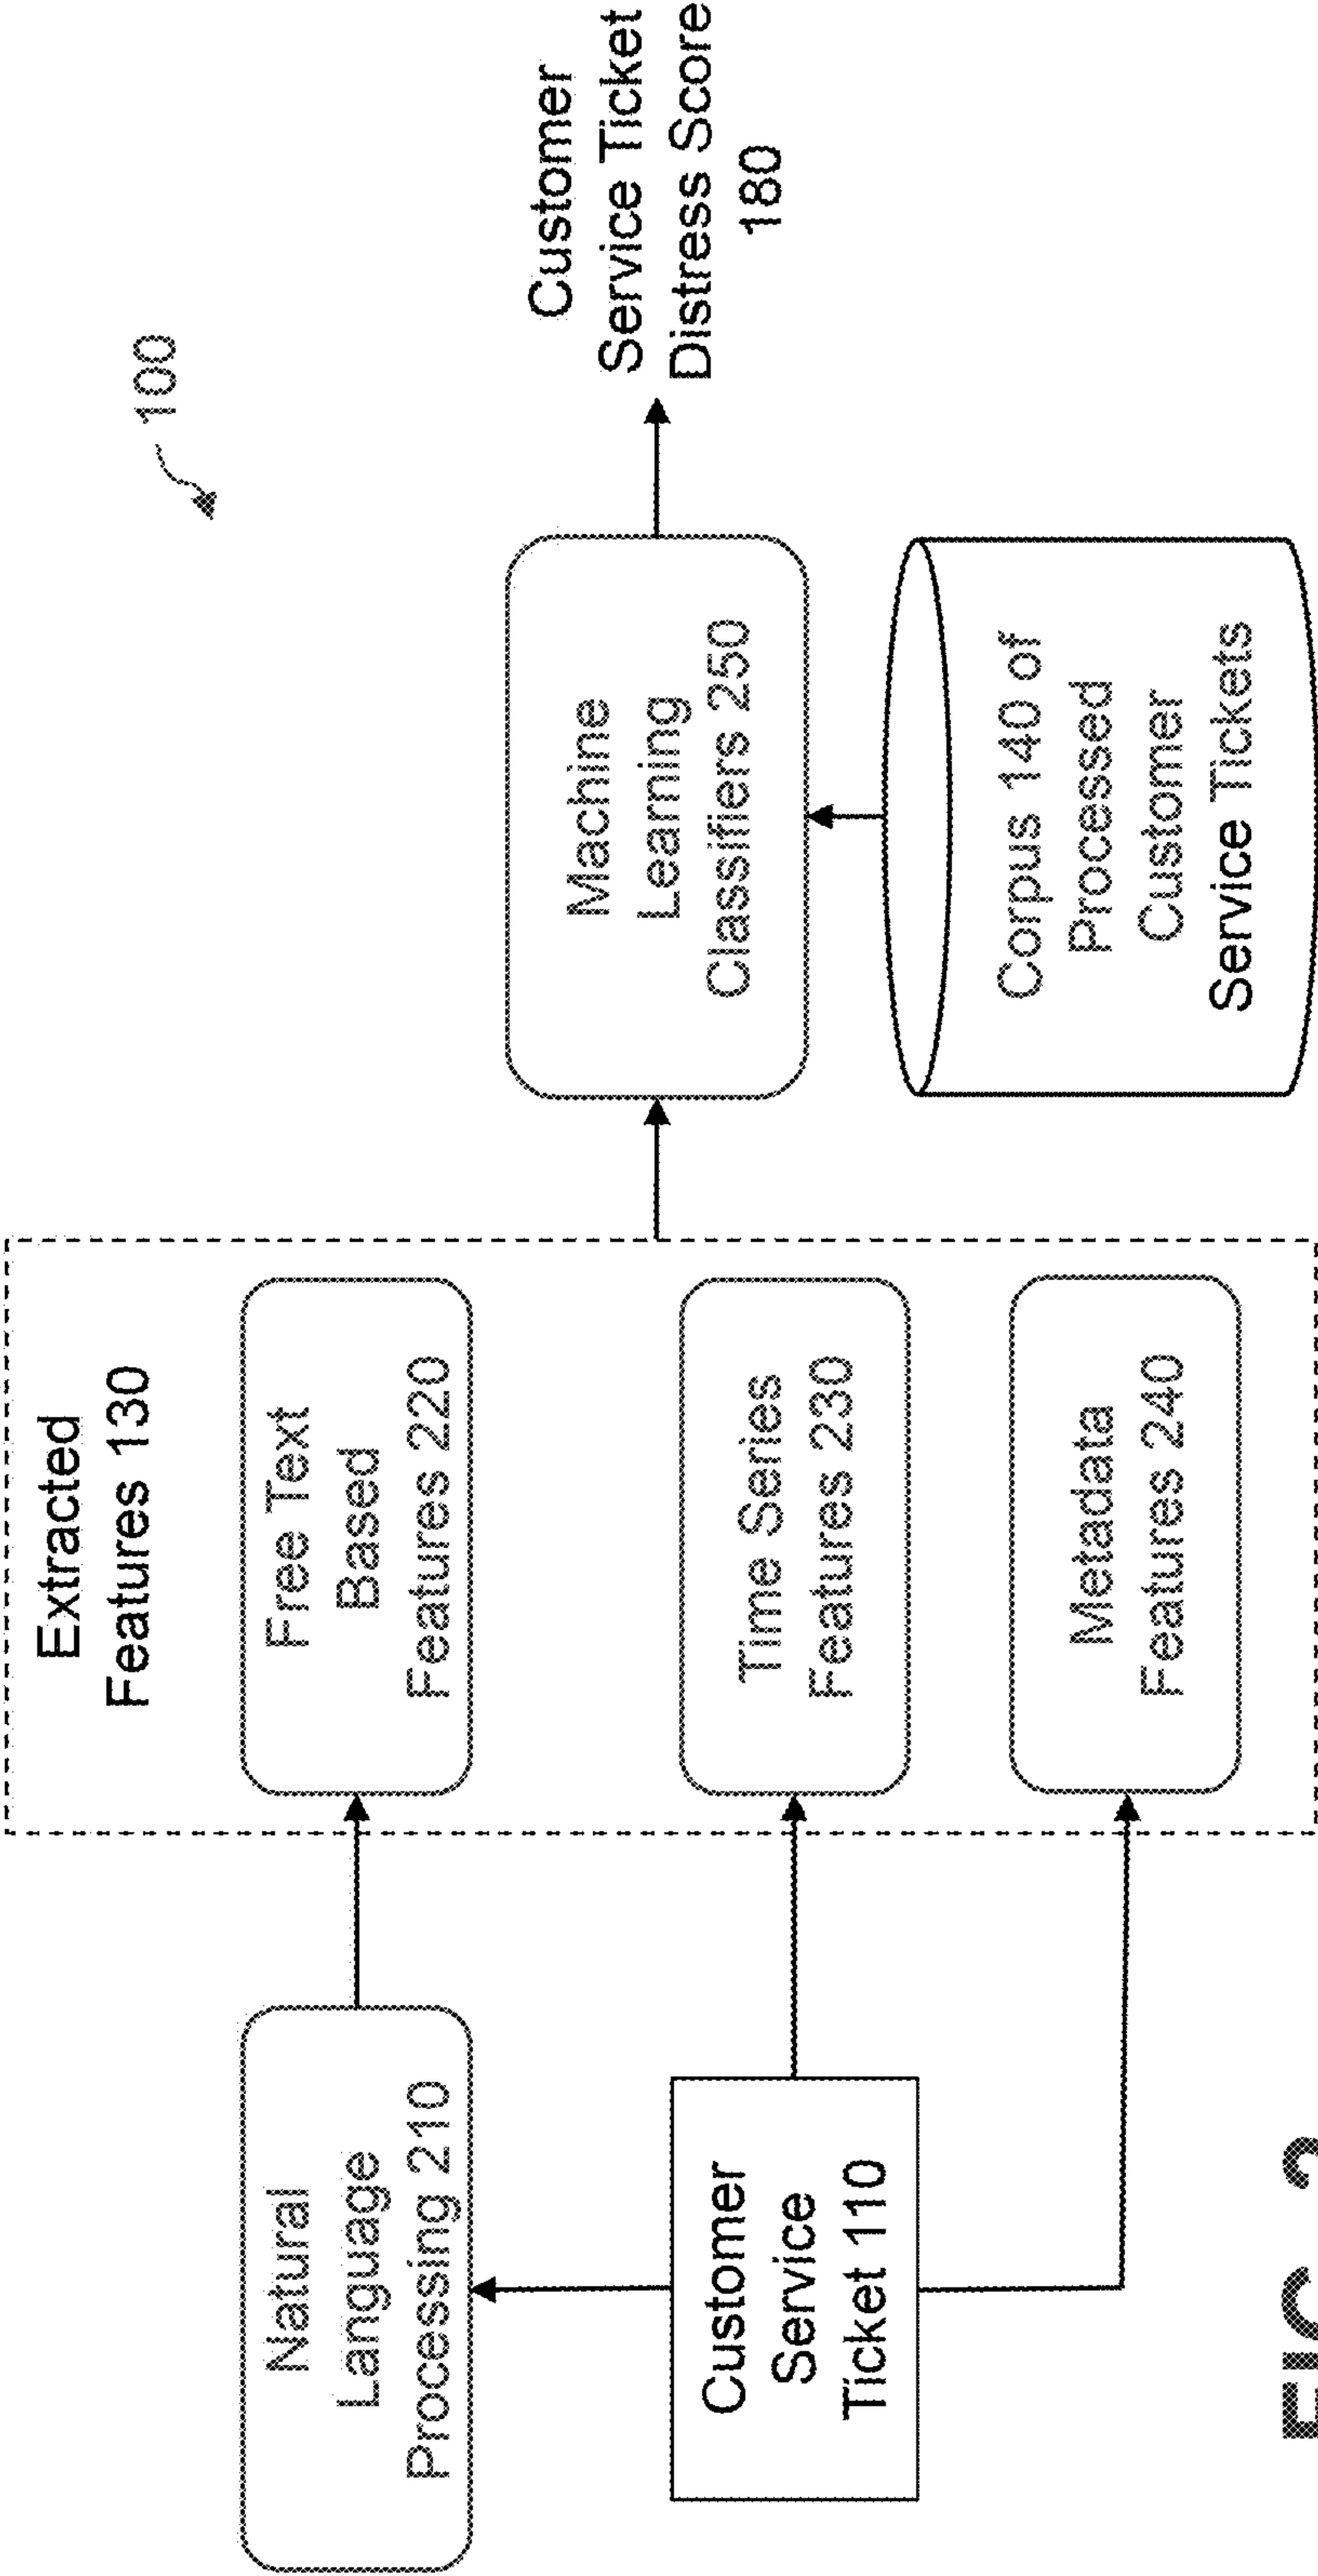 100
Extracted
Features 130
Natural
Language
Processing 210
Free Text
Based
Features 220
Customer
Service
Ticket 110
Time Series
Features 230
Metadata
Features 240
Machine
Learning
Classifiers 250
Corpus 140 of
Processed
Customer
Service Tickets
Customer
Service Ticket
Distress Score
180